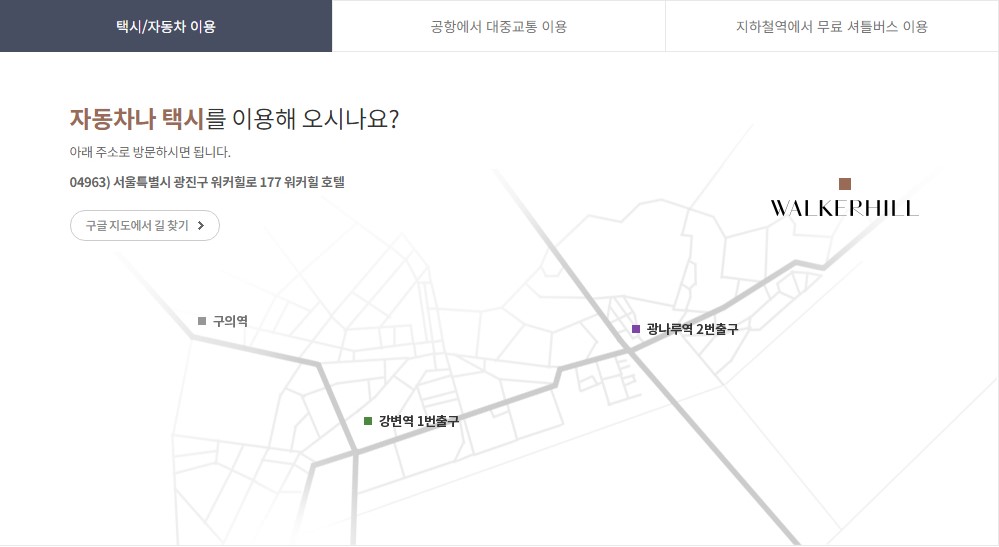 택시/자동차 이용
공항에서 대중교통 이용
지하철역에서 무료 셔틀버스 이용
자동차나 택시를 이용해 오시나요?
아래 주소로 방문하시면 됩니다.
04963) 서울특별시 광진구 워커힐로 177 워커힐 호텔
구글 지도에서 길 찾기
WALKERHILL
구의역
광나루역 2번출구
강변역 1번출구